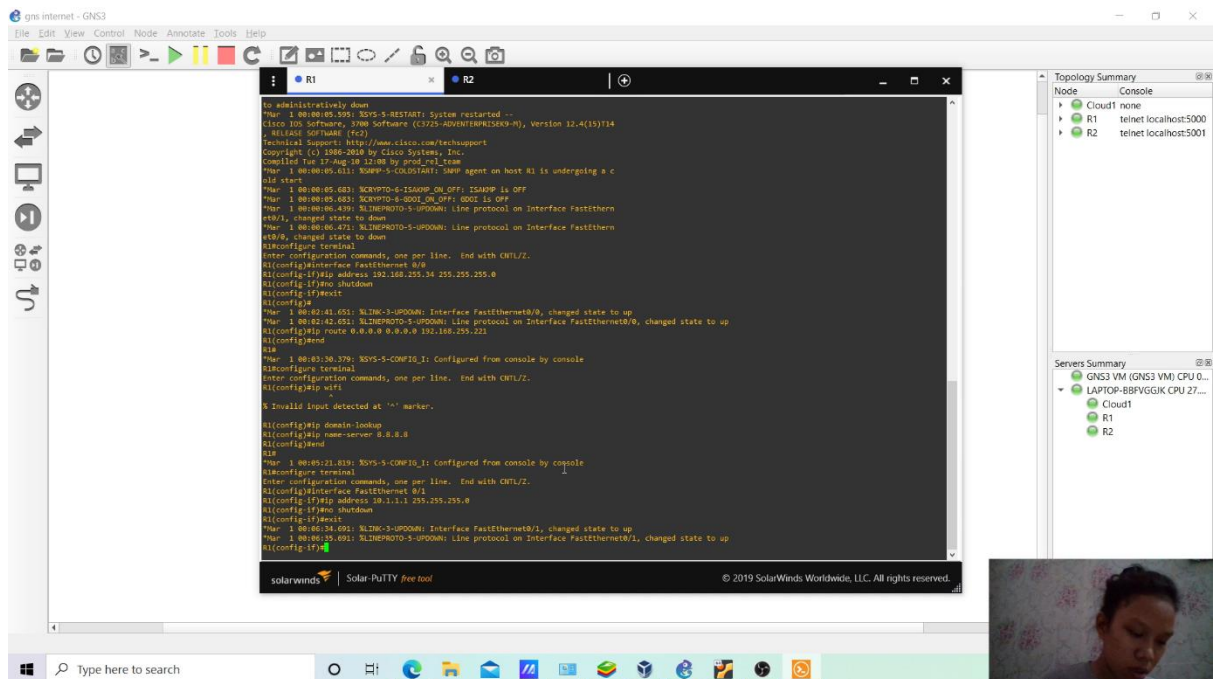 gns internet - GNS3
File Edit View Control Node Annotate Tools Help
R1
R2
to administratively down
*Mar 1 00:00:05.595: %SYS-5-RESTART: System restarted --
Cisco IOS Software, 3700 Software (C3725-ADVENTERPRISEK9-M), Version 12.4(15)T14
, RELEASE SOFTWARE (fc2)
Technical Support: http://www.cisco.com/techsupport
Copyright (c) 1986-2010 by Cisco Systems, Inc.
Compiled Tue 17-Aug-10 12:08 by prod_rel_team
*Mar 1 00:00:05.611: %SNMP-5-COLDSTART: SNMP agent on host R1 is undergoing a c
old start
*Mar 1 00:00:05.683: %CRYPTO-6-ISAKMP_ON_OFF: ISAKMP is OFF
*Mar 1 00:00:05.683: %CRYPTO-6-GDOI_ON_OFF: GDOI is OFF
*Mar 1 00:00:06.439: %LINEPROTO-5-UPDOWN: Line protocol on Interface FastEthern
et0/1, changed state to down
*Mar 1 00:00:06.471: %LINEPROTO-5-UPDOWN: Line protocol on Interface FastEthern
et0/0, changed state to down
R1#configure terminal
Enter configuration commands, one per line. End with CNTL/Z.
R1(config)#interface FastEthernet 0/0
R1(config-if)#ip address 192.168.255.34 255.255.255.0
R1(config-if)#no shutdown
R1(config-if)#exit
R1(config)#
*Mar 1 00:02:41.651: %LINK-3-UPDOWN: Interface FastEthernet0/0, changed state to up
*Mar 1 00:02:42.651: %LINEPROTO-5-UPDOWN: Line protocol on Interface FastEthernet0/0, changed state to up
R1(config)#ip route 0.0.0.0 0.0.0.0 192.168.255.221
R1(config)#end
R1#
*Mar 1 00:03:30.379: %SYS-5-CONFIG_I: Configured from console by console
R1#configure terminal
Enter configuration commands, one per line. End with CNTL/Z.
R1(config)#ip wifi
^
% Invalid input detected at '^' marker.
R1(config)#ip domain-lookup
R1(config)#ip name-server 8.8.8.8
R1(config)#end
R1#
*Mar 1 00:05:21.819: %SYS-5-CONFIG_I: Configured from console by console
R1#configure terminal
Enter configuration commands, one per line. End with CNTL/Z.
R1(config)#interface FastEthernet 0/1
R1(config-if)#ip address 10.1.1.1 255.255.255.0
R1(config-if)#no shutdown
R1(config-if)#exit
*Mar 1 00:06:34.691: %LINK-3-UPDOWN: Interface FastEthernet0/1, changed state to up
*Mar 1 00:06:35.691: %LINEPROTO-5-UPDOWN: Line protocol on Interface FastEthernet0/1, changed state to up
R1(config-if)#
solarwinds Solar-PuTTY free tool
© 2019 SolarWinds Worldwide, LLC. All rights reserved.
Topology Summary
Node Console
Cloud1 none
R1 telnet localhost:5000
R2 telnet localhost:5001
Servers Summary
GNS3 VM (GNS3 VM) CPU 0...
LAPTOP-BBFVGGJK CPU 27....
Cloud1
R1
R2
Type here to search